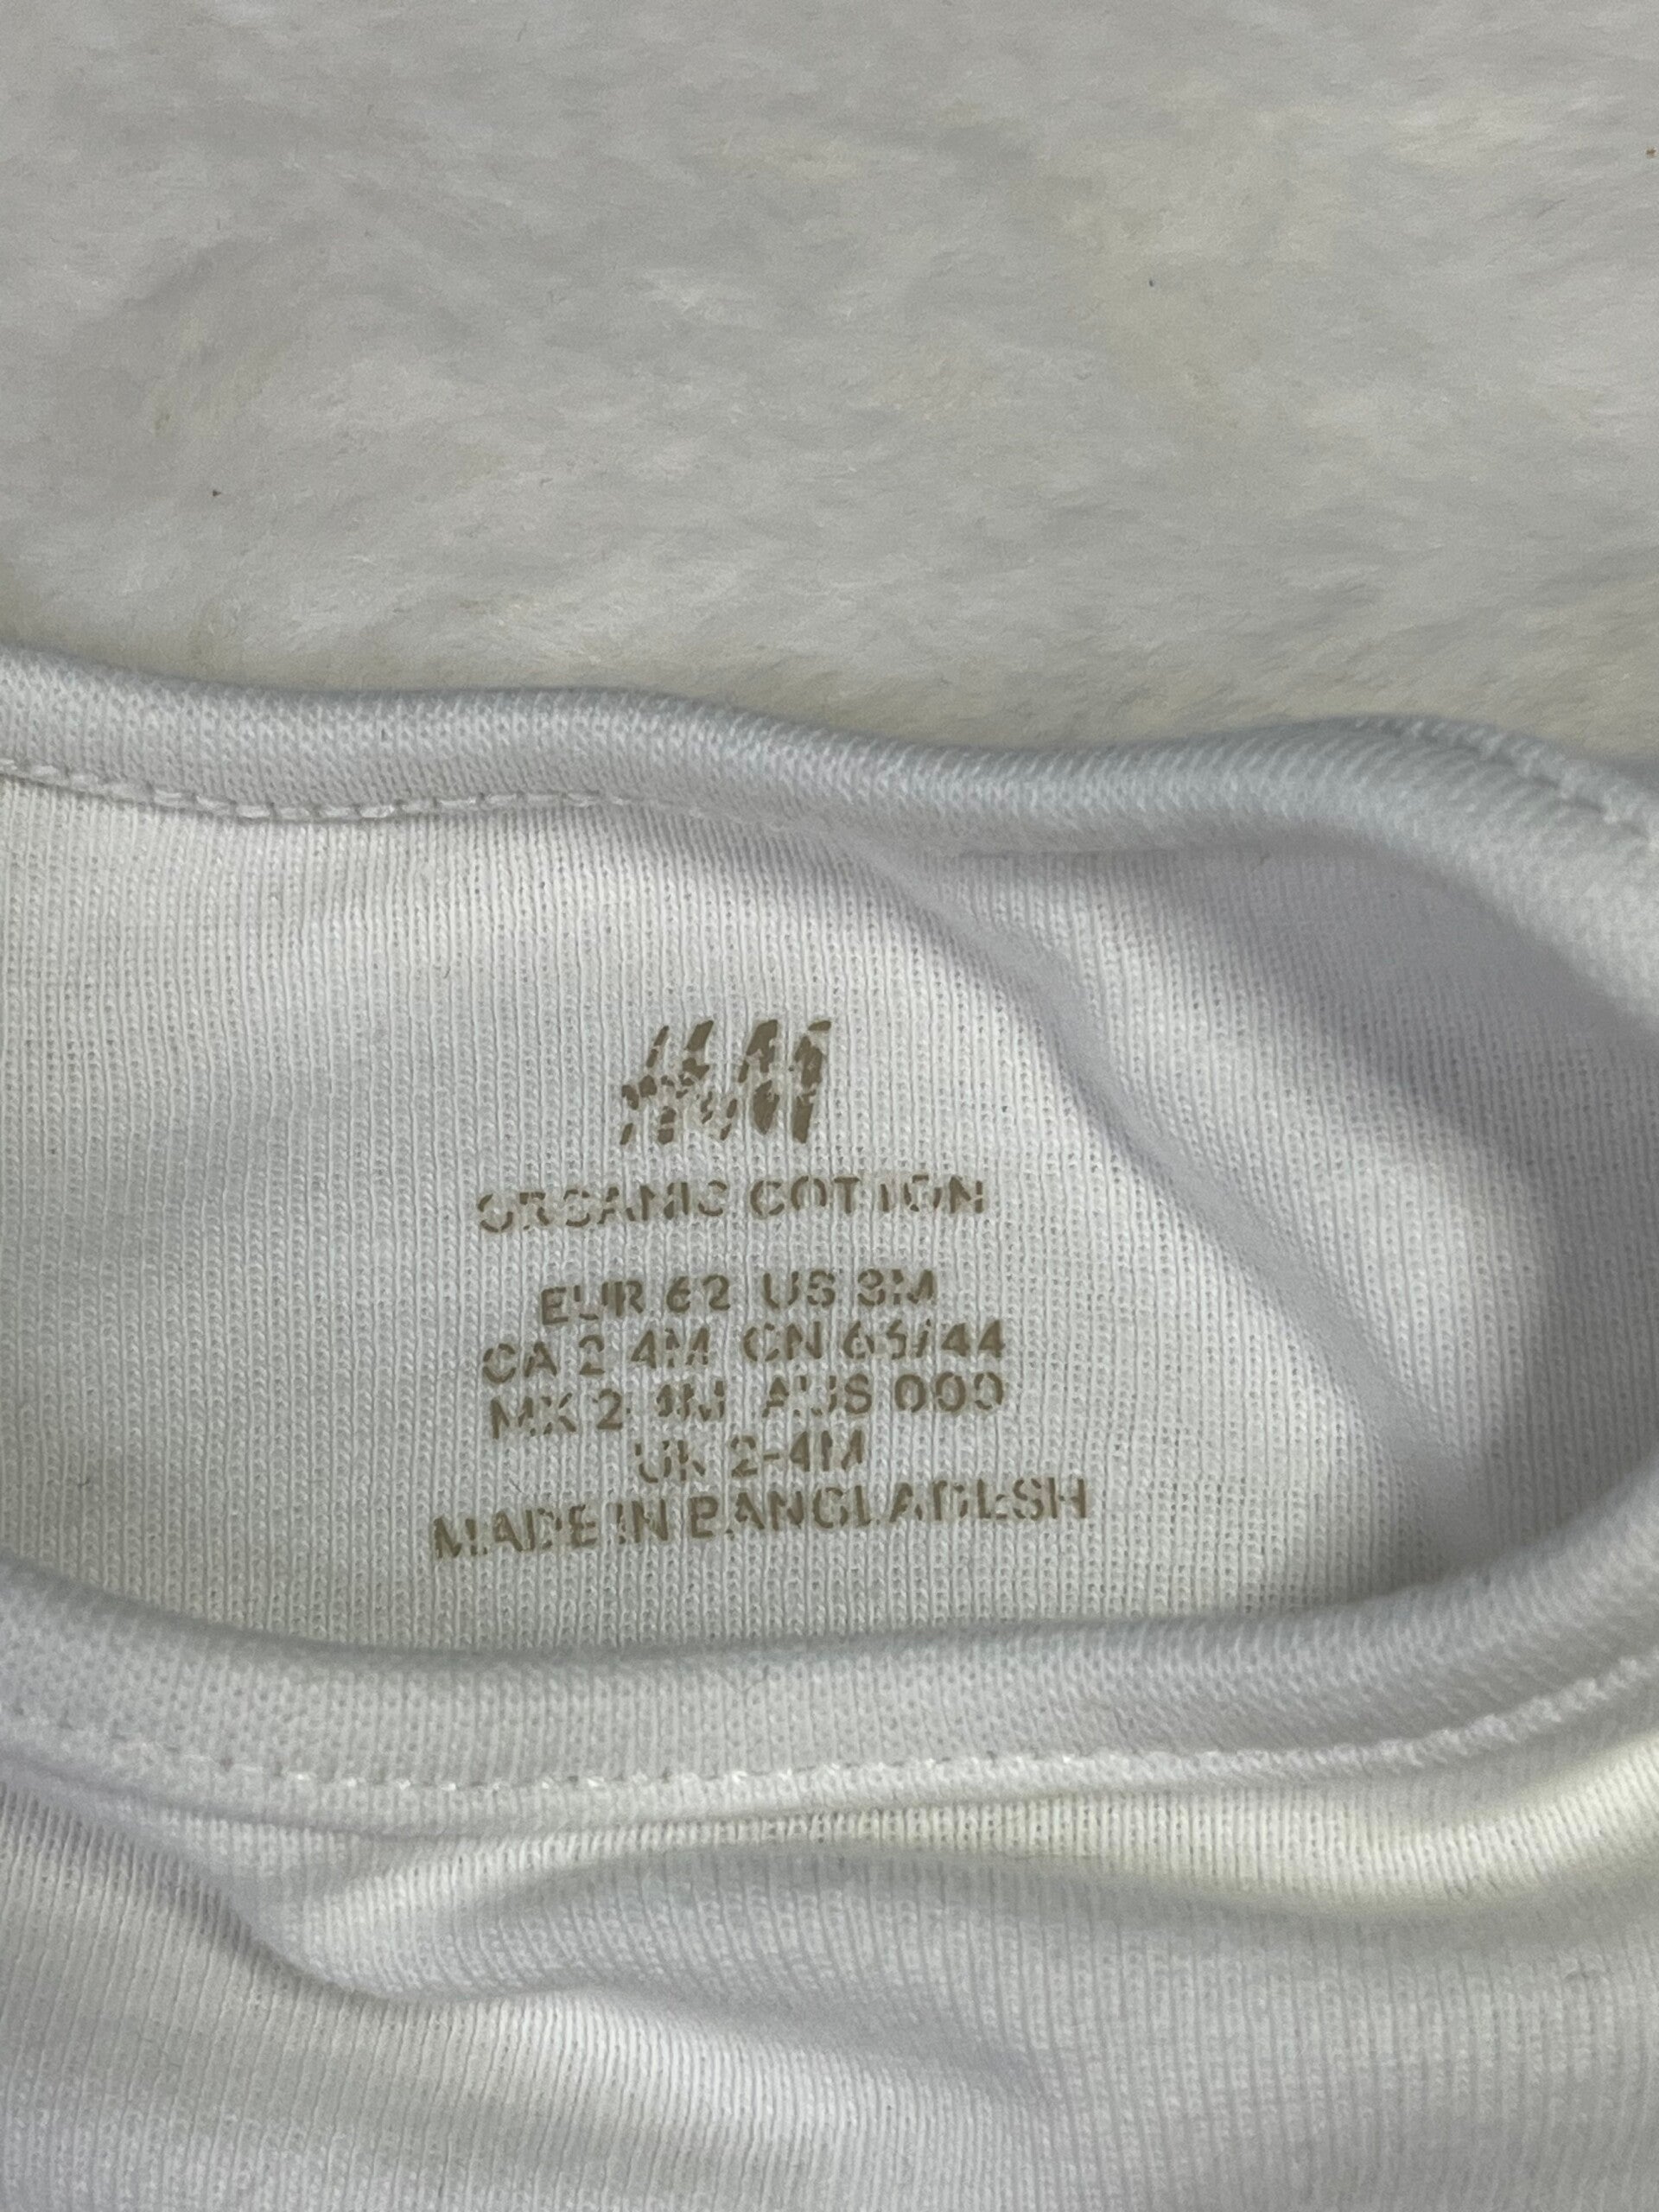 H&M
ORGANIC COTTON
EUR 62 US 3M
CA 2-4M CN 64/44
MX 2-4M AUS 000
UK 2-4M
MADE IN BANGLADESH